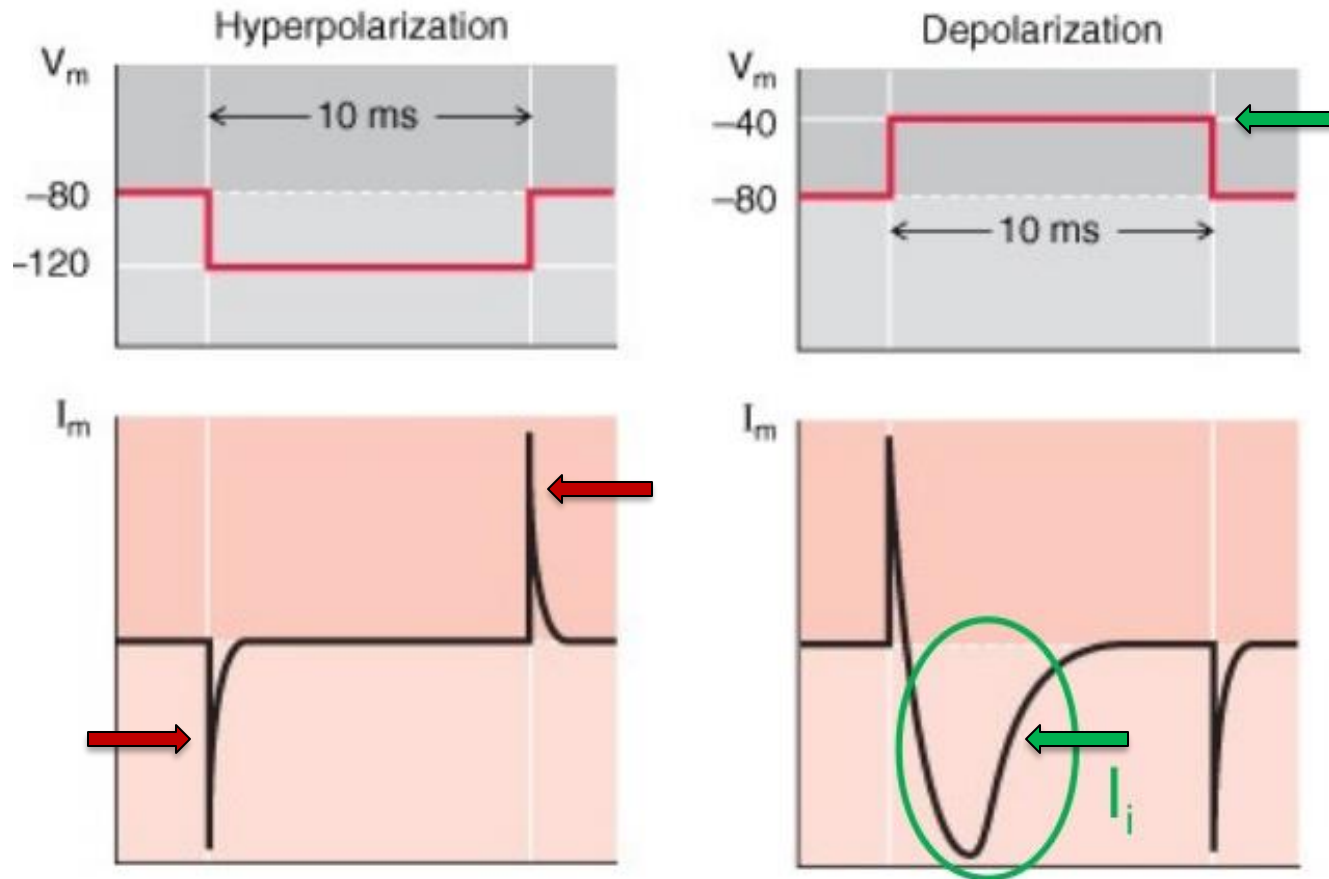 Hyperpolarization
Vm
10 ms
–80
–120
Im
Depolarization
Vm
–40
–80
10 ms
Im
Ii